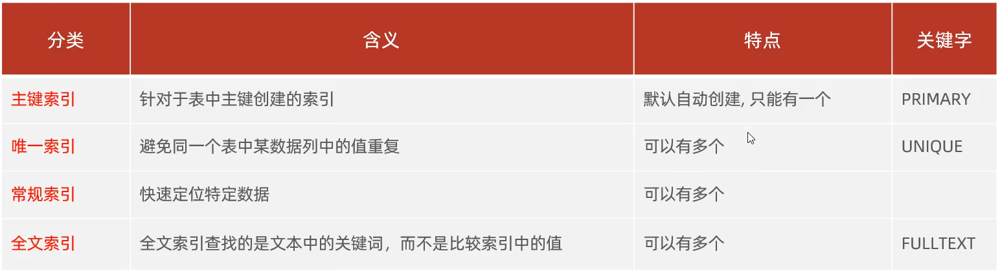 分类 含义 特点 关键字
主键索引 针对于表中主键创建的索引 默认自动创建, 只能有一个 PRIMARY
唯一索引 避免同一个表中某数据列中的值重复 可以有多个 UNIQUE
常规索引 快速定位特定数据 可以有多个
全文索引 全文索引查找的是文本中的关键词，而不是比较索引中的值 可以有多个 FULLTEXT